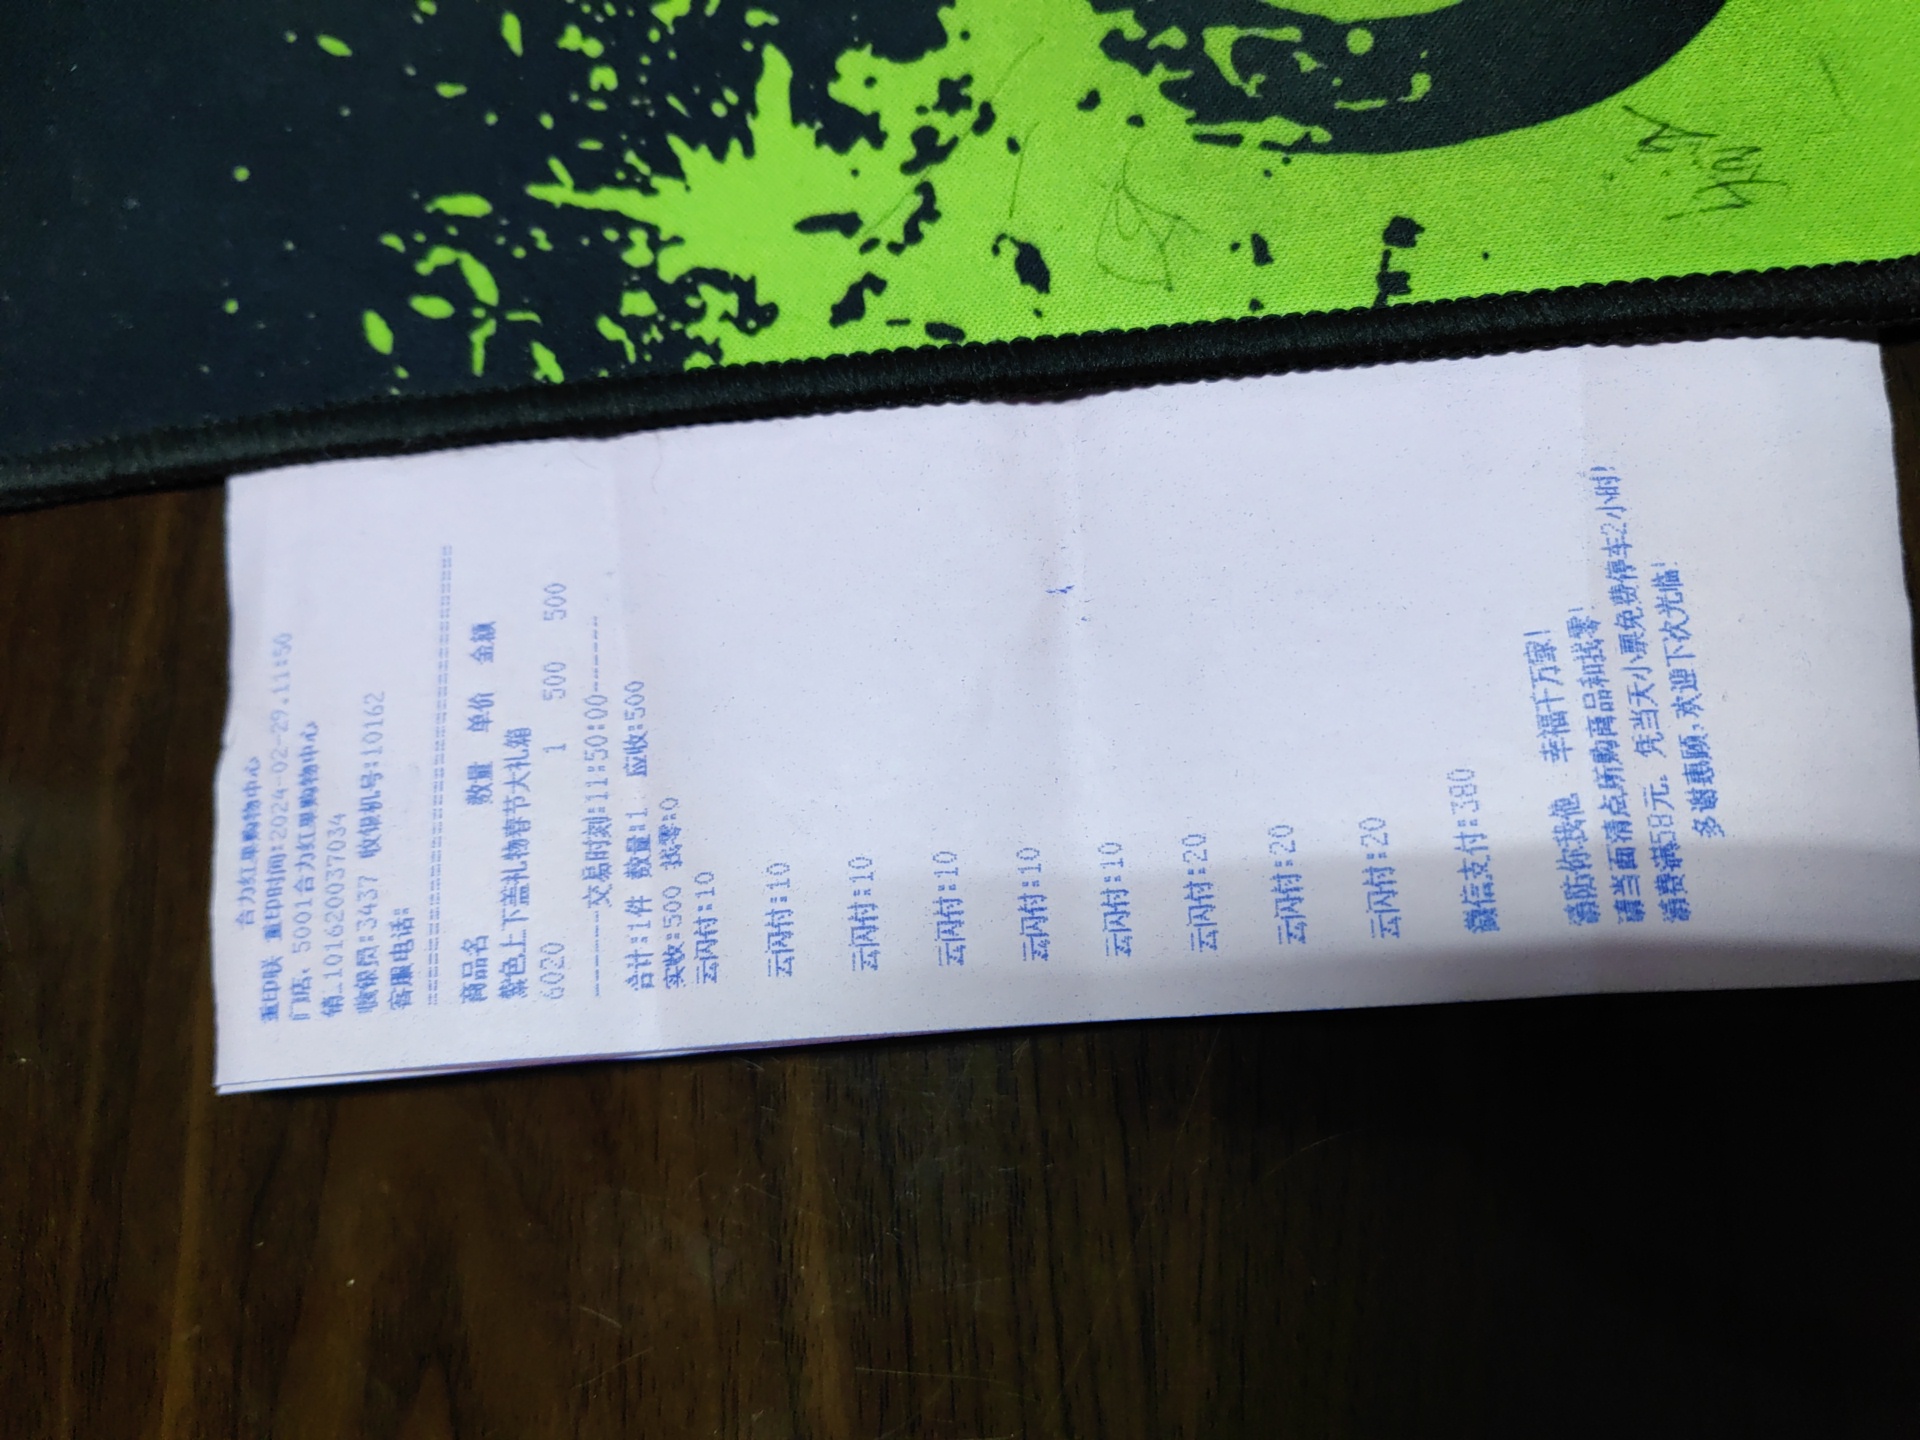 合力红果购物中心
重印联 重印时间:2024-02-29.11:50
门店.5001合力红果购物中心
销_101620037034
收银员:3437 收银机号:10162
客服电话:
商品名 数量 单价 金额
紫色上下盖礼物春节大礼箱
6020 1 500 500
------交易时刻:11:50:00------
合计:1件 数量:1 应收:500
实收:500 找零:0
云闪付:10
云闪付:10
云闪付:10
云闪付:10
云闪付:10
云闪付:10
云闪付:20
云闪付:20
云闪付:20
微信支付:380
消防你我他 幸福千万家!
请当面清点所购商品和找零!
消费满58元. 凭当天小票免费停车2小时!
多谢惠顾,欢迎下次光临!